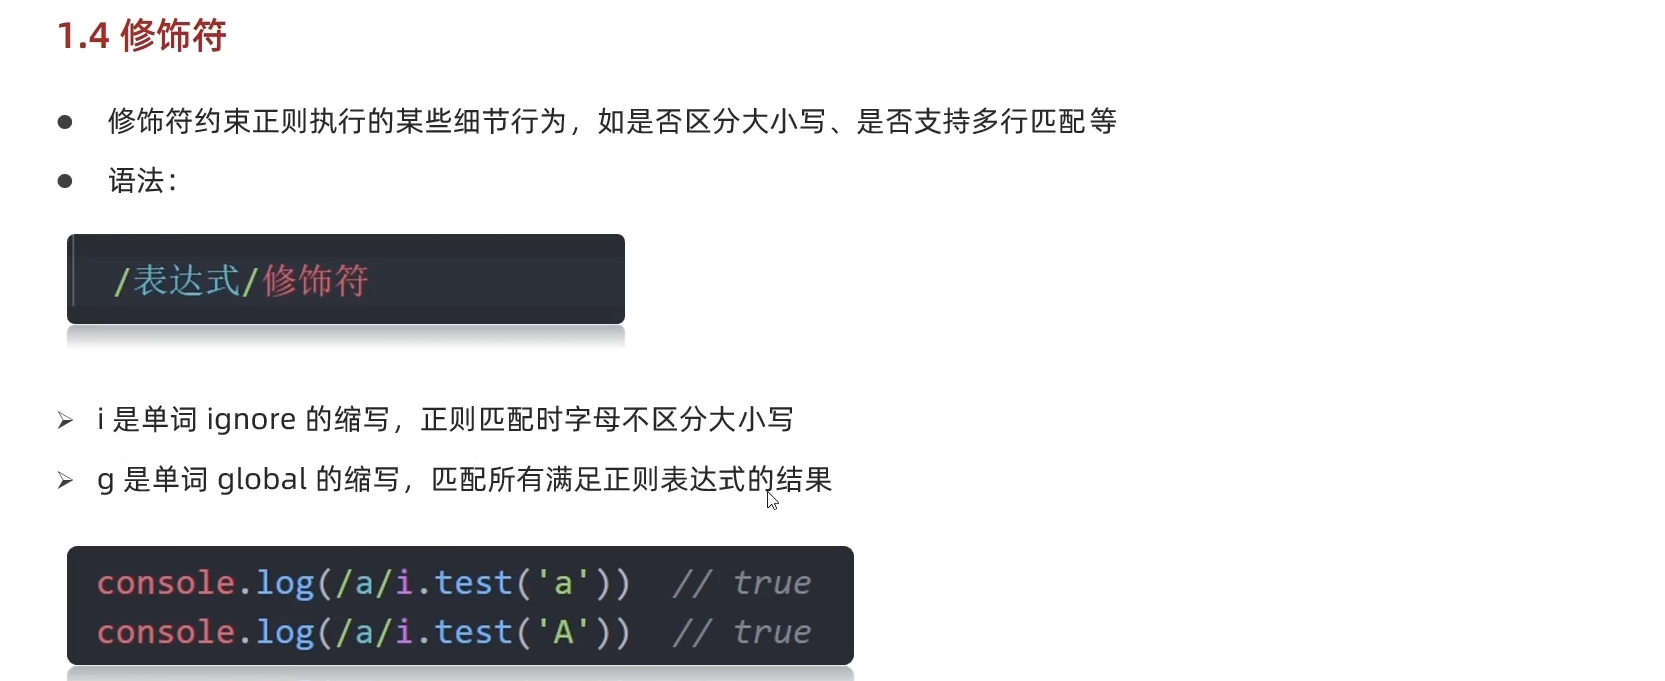 1.4 修饰符
● 修饰符约束正则执行的某些细节行为，如是否区分大小写、是否支持多行匹配等
● 语法：
/表达式/修饰符
➢ i 是单词 ignore 的缩写，正则匹配时字母不区分大小写
➢ g 是单词 global 的缩写，匹配所有满足正则表达式的结果
console.log(/a/i.test('a')) // true
console.log(/a/i.test('A')) // true